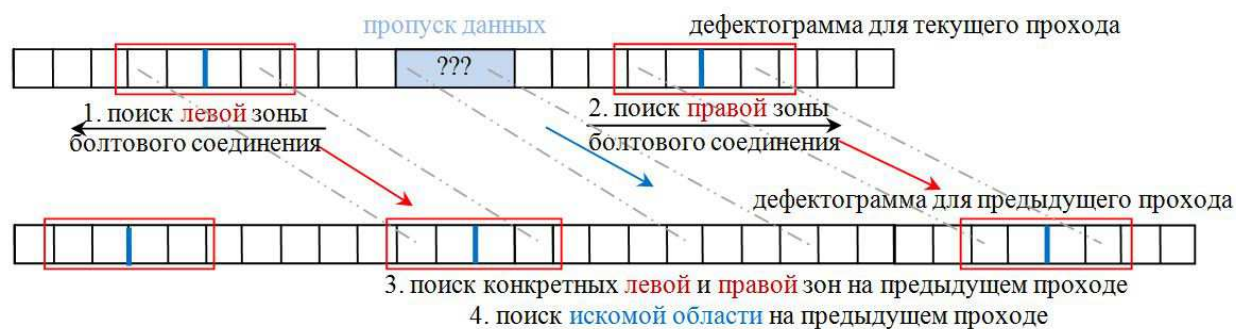 пропуск данных
дефектограмма для текущего прохода
???
1. поиск левой зоны
болтового соединения
2. поиск правой зоны
болтового соединения
дефектограмма для предыдущего прохода
3. поиск конкретных левой и правой зон на предыдущем проходе
4. поиск искомой области на предыдущем проходе